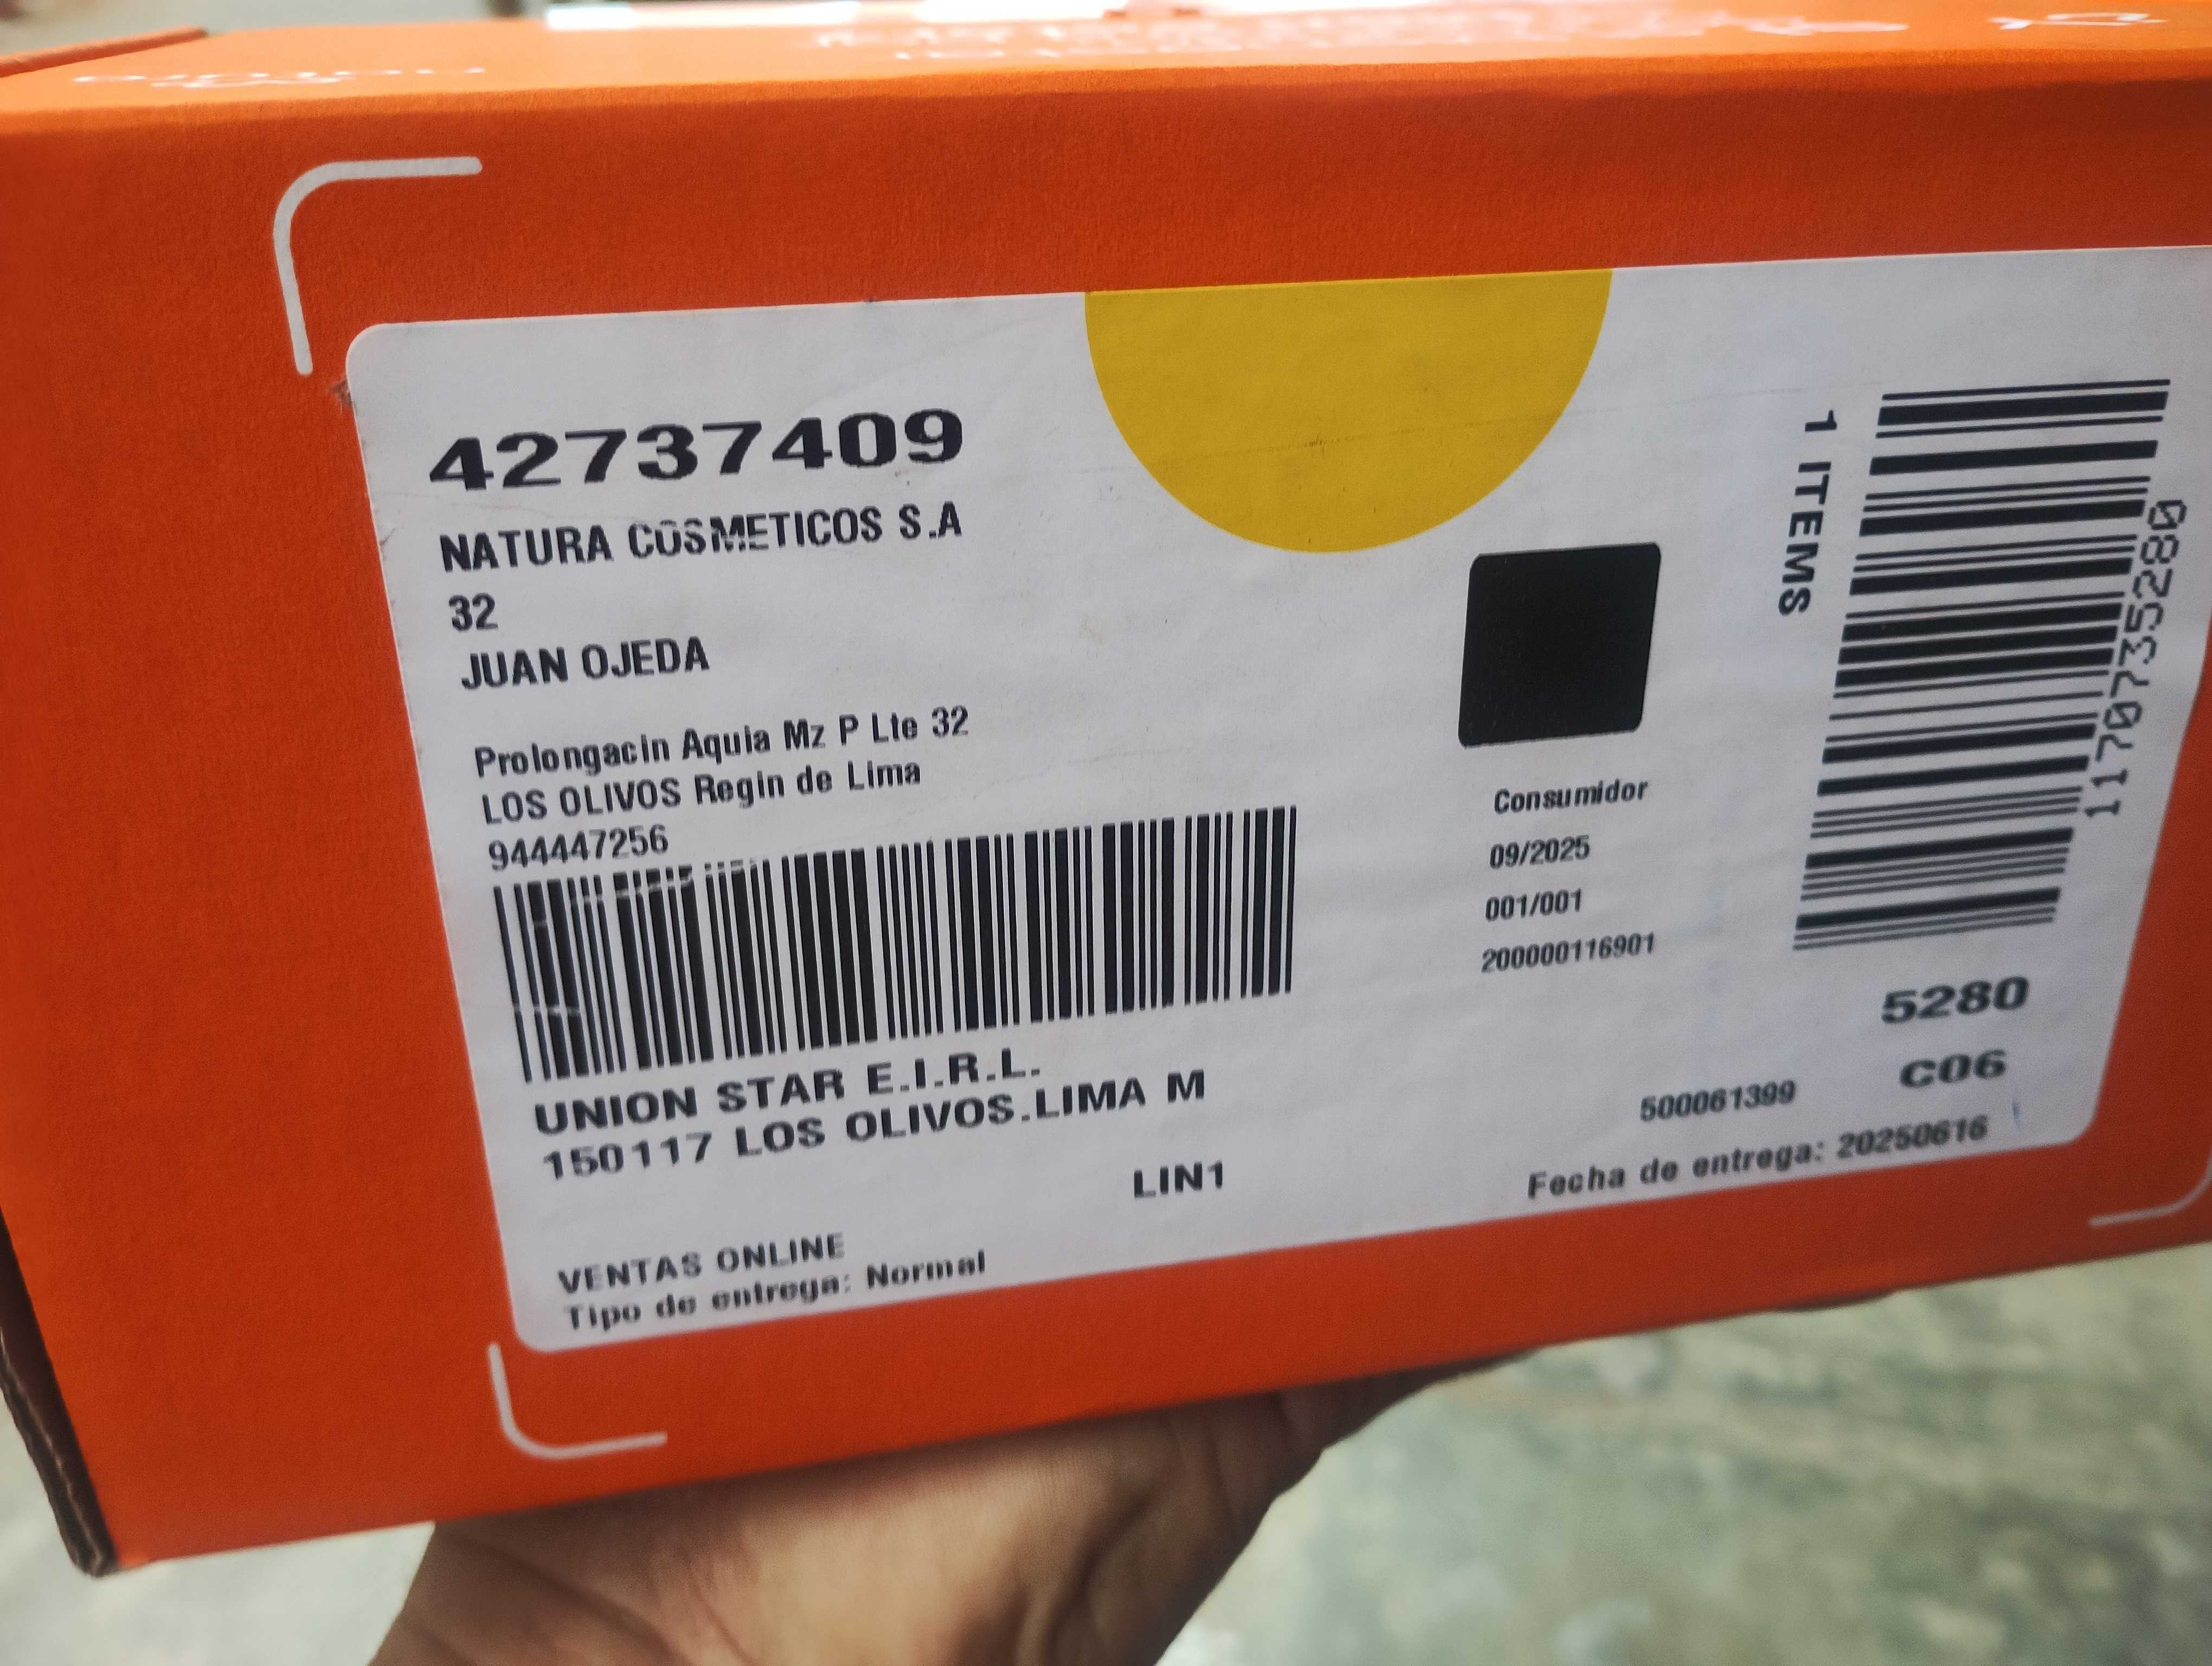 42737409
NATURA COSMETICOS S.A
32
JUAN OJEDA
Prolongacin Aquia Mz P Lte 32
LOS OLIVOS Regin de Lima
944447256
UNION STAR E.I.R.L.
150117 LOS OLIVOS.LIMA M
LIN1
VENTAS ONLINE
Tipo de entrega: Normal
Consumidor
09/2025
001/001
200000116901
1 ITEMS
1170735280
5280
C06
500061399
Fecha de entrega: 20250616